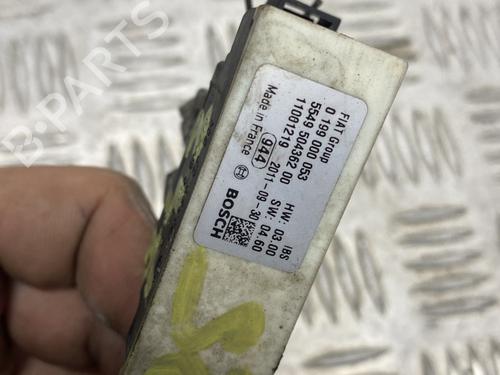 FIAT Group
0 199 000 053
5549 504362 00
11001219
Made in France
944
2011-09-30
IBS
HW: 03.00
SW: 04.60
BOSCH
B-PARTS